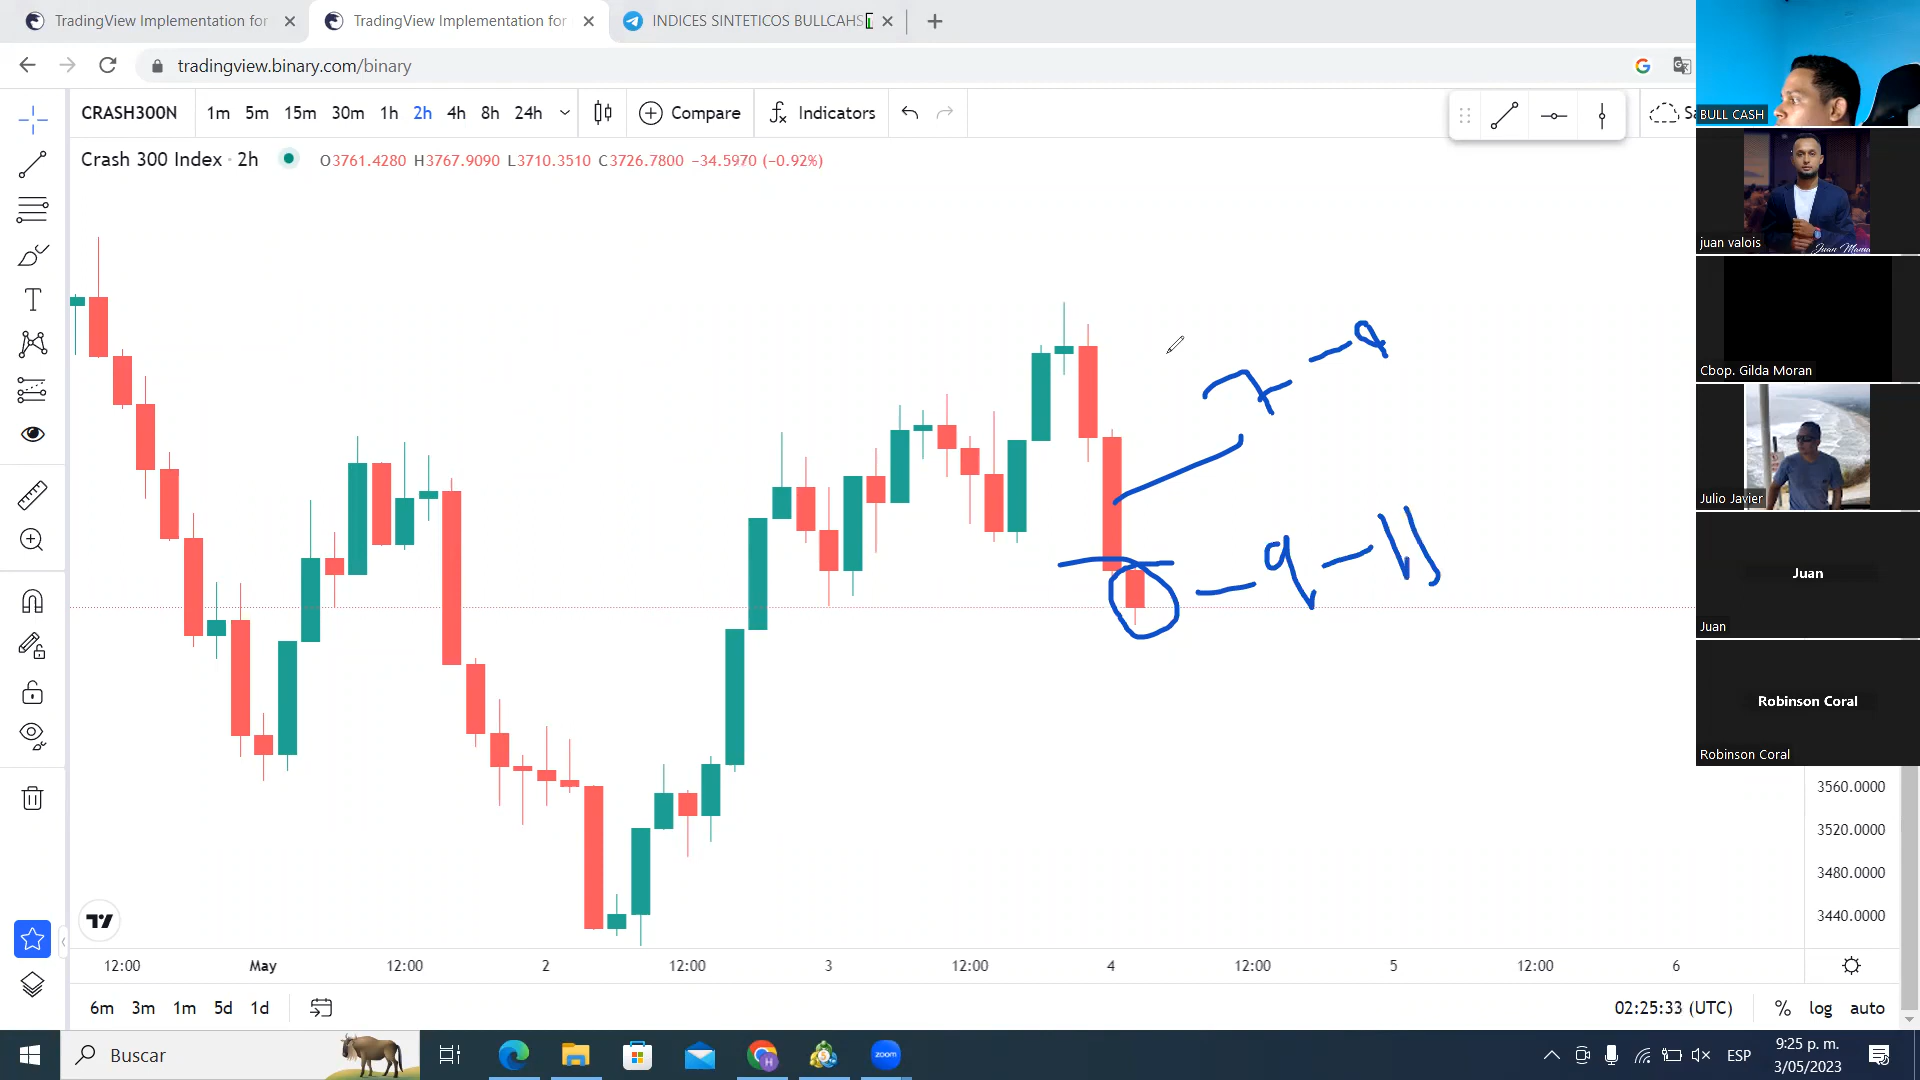 TradingView Implementation for
TradingView Implementation for
INDICES SINTETICOS BULLCAHS
tradingview.binary.com/binary
CRASH300N 1m 5m 15m 30m 1h 2h 4h 8h 24h Compare Indicators
Crash 300 Index · 2h O3761.4280 H3767.9090 L3710.3510 C3726.7800 −34.5970 (−0.92%)
BULL CASH
juan valois
Cbop. Gilda Moran
Julio Javier
Juan
Juan
Robinson Coral
Robinson Coral
7 - 9
- 9 - 11
3560.0000
3520.0000
3480.0000
3440.0000
12:00 May 12:00 2 12:00 3 12:00 4 12:00 5 12:00 6
6m 3m 1m 5d 1d 02:25:33 (UTC) % log auto
Buscar zoom ESP 9:25 p. m.
3/05/2023